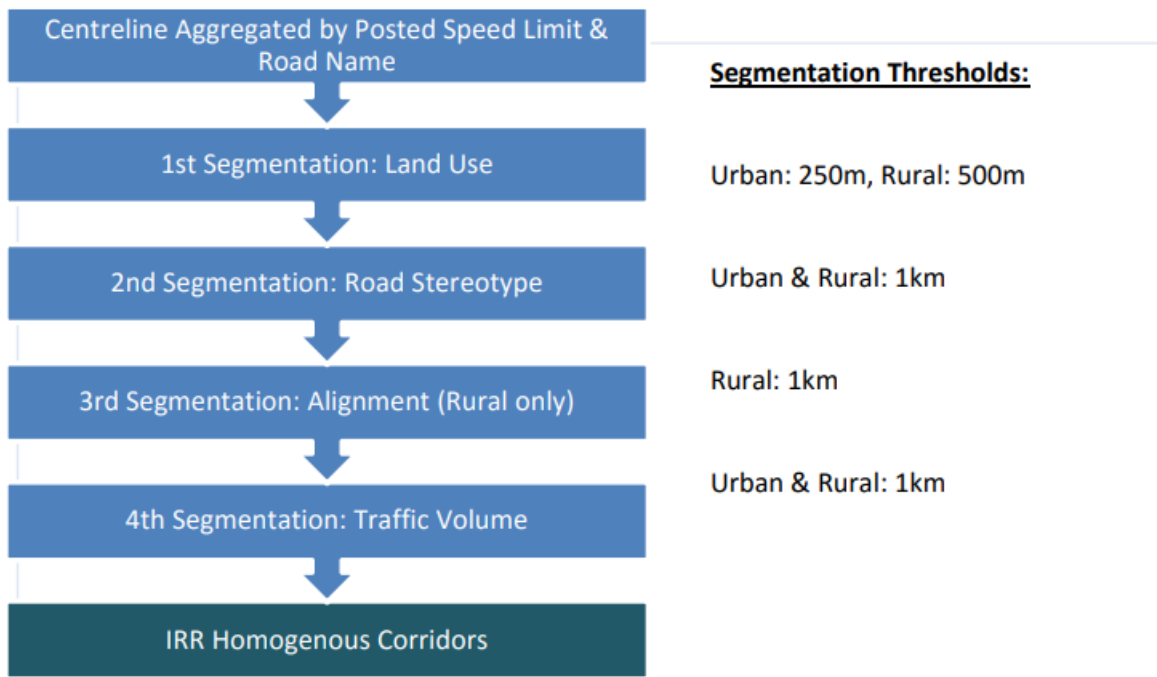 Centreline Aggregated by Posted Speed Limit &
Road Name
Segmentation Thresholds:
1st Segmentation: Land Use
Urban: 250m, Rural: 500m
2nd Segmentation: Road Stereotype
Urban & Rural: 1km
3rd Segmentation: Alignment (Rural only)
Rural: 1km
4th Segmentation: Traffic Volume
Urban & Rural: 1km
IRR Homogenous Corridors